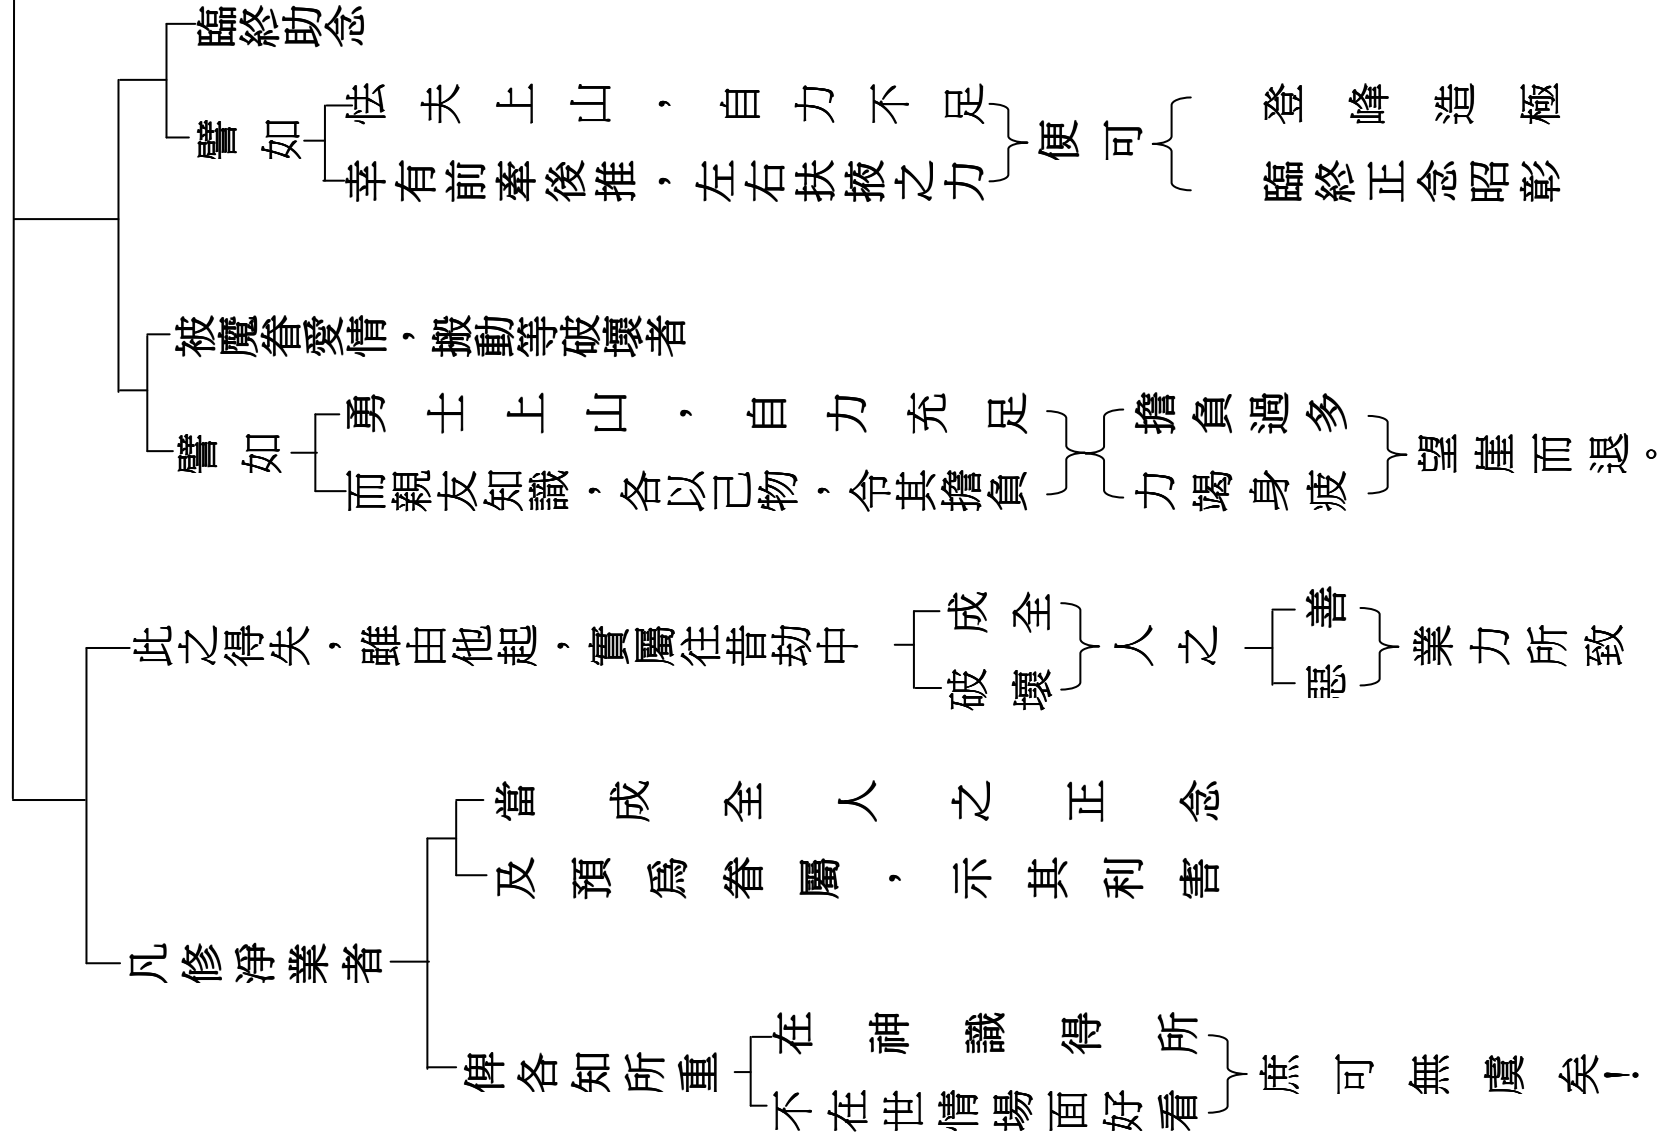 臨終助念
譬如
怯夫上山，自力不足
幸有前牽後推，左右扶掖之力
便可
登峰造極
臨終正念昭彰
被魔眷愛情，搬動等破壞者
譬如
勇士上山，自力充足
而親友知識，各以己物，令其擔負
擔負過多
力竭身疲
望崖而退。
此之得失，雖由他起，實屬往昔劫中
成全
破壞
人之
善
惡
業力所致
凡修淨業者
當成全人之正念
及預爲眷屬，示其利害
俾各知所重
在神識得所
不在世情場面好看
庶可無虞矣！